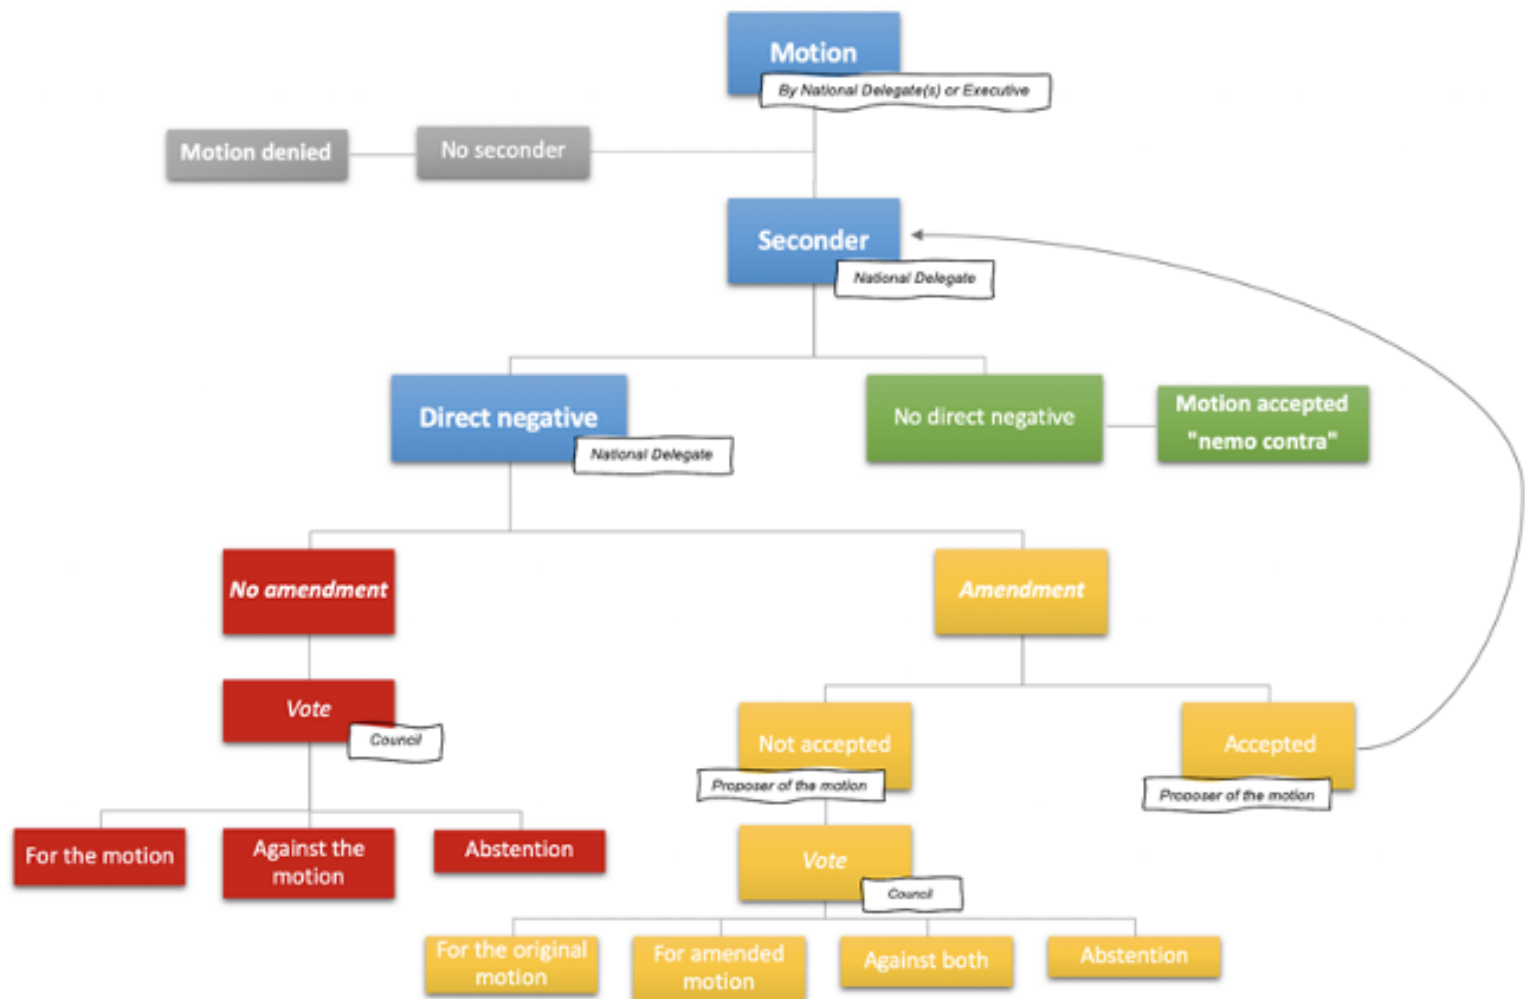 Motion
By National Delegate(s) or Executive
Motion denied
No seconder
Seconder
National Delegate
Direct negative
National Delegate
No direct negative
Motion accepted
"nemo contra"
No amendment
Amendment
Vote
Council
Not accepted
Proposer of the motion
Accepted
Proposer of the motion
For the motion
Against the
motion
Abstention
Vote
Council
For the original
motion
For amended
motion
Against both
Abstention